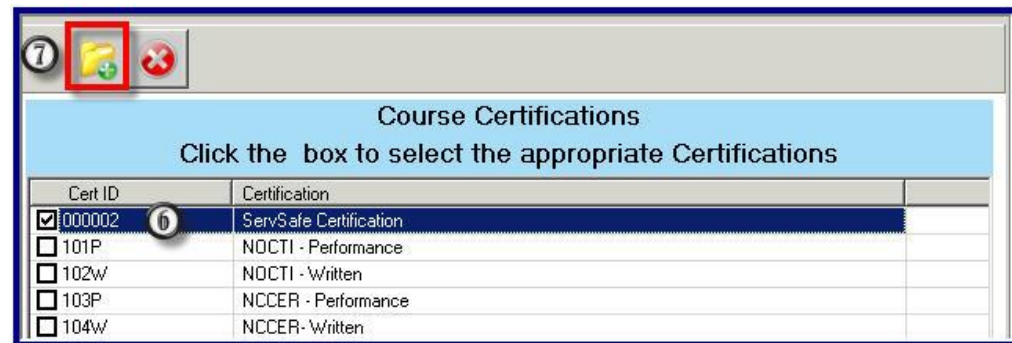 7
Course Certifications
Click the box to select the appropriate Certifications
Cert ID Certification
000002 6 ServSafe Certification
101P NOCTI - Performance
102W NOCTI - Written
103P NCCER - Performance
104W NCCER- Written